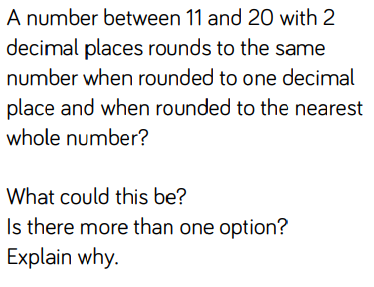 A number between 11 and 20 with 2
decimal places rounds to the same
number when rounded to one decimal
place and when rounded to the nearest
whole number?
What could this be?
Is there more than one option?
Explain why.